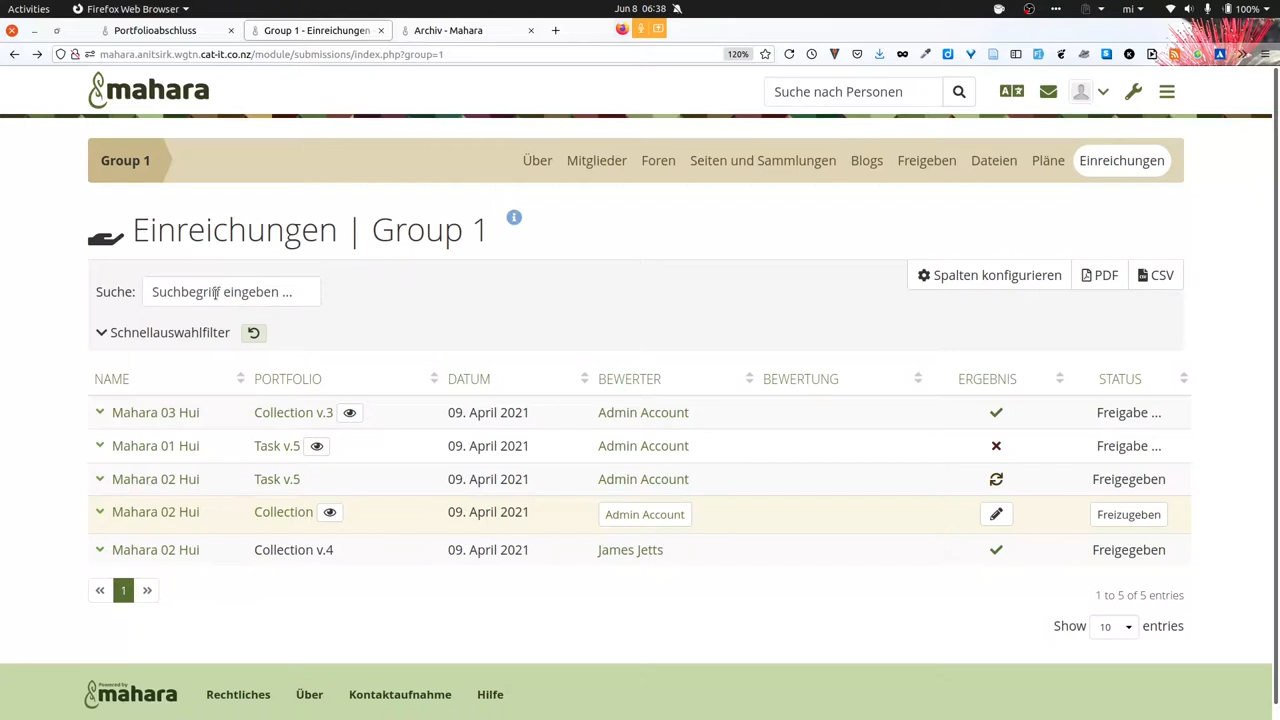 Activities Firefox Web Browser Jun 8 06:38 mi 100%
Portfolioabschluss × Group 1 - Einreichungen × Archiv - Mahara × +
mahara.anitsirk.wgtn.cat-it.co.nz/module/submissions/index.php?group=1 120%
mahara Suche nach Personen
Group 1 Über Mitglieder Foren Seiten und Sammlungen Blogs Freigeben Dateien Pläne Einreichungen
Einreichungen | Group 1
Suche: Suchbegriff eingeben ... Spalten konfigurieren PDF CSV
Schnellauswahlfilter
NAME PORTFOLIO DATUM BEWERTER BEWERTUNG ERGEBNIS STATUS
Mahara 03 Hui Collection v.3 09. April 2021 Admin Account Freigabe ...
Mahara 01 Hui Task v.5 09. April 2021 Admin Account Freigabe ...
Mahara 02 Hui Task v.5 09. April 2021 Admin Account Freigegeben
Mahara 02 Hui Collection 09. April 2021 Admin Account Freizugeben
Mahara 02 Hui Collection v.4 09. April 2021 James Jetts Freigegeben
« 1 »
1 to 5 of 5 entries
Show 10 entries
Powered by
mahara Rechtliches Über Kontaktaufnahme Hilfe